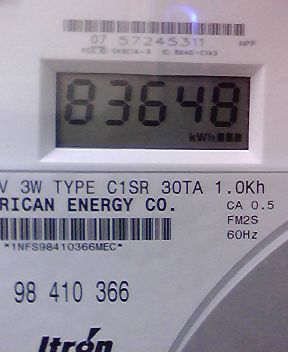 07 57245311
83648
kWh
V 3W TYPE C1SR 30TA 1.0Kh
RICAN ENERGY CO.
CA 0.5
FM2S
60Hz
*1NFS98410366MEC*
98 410 366
Itrón